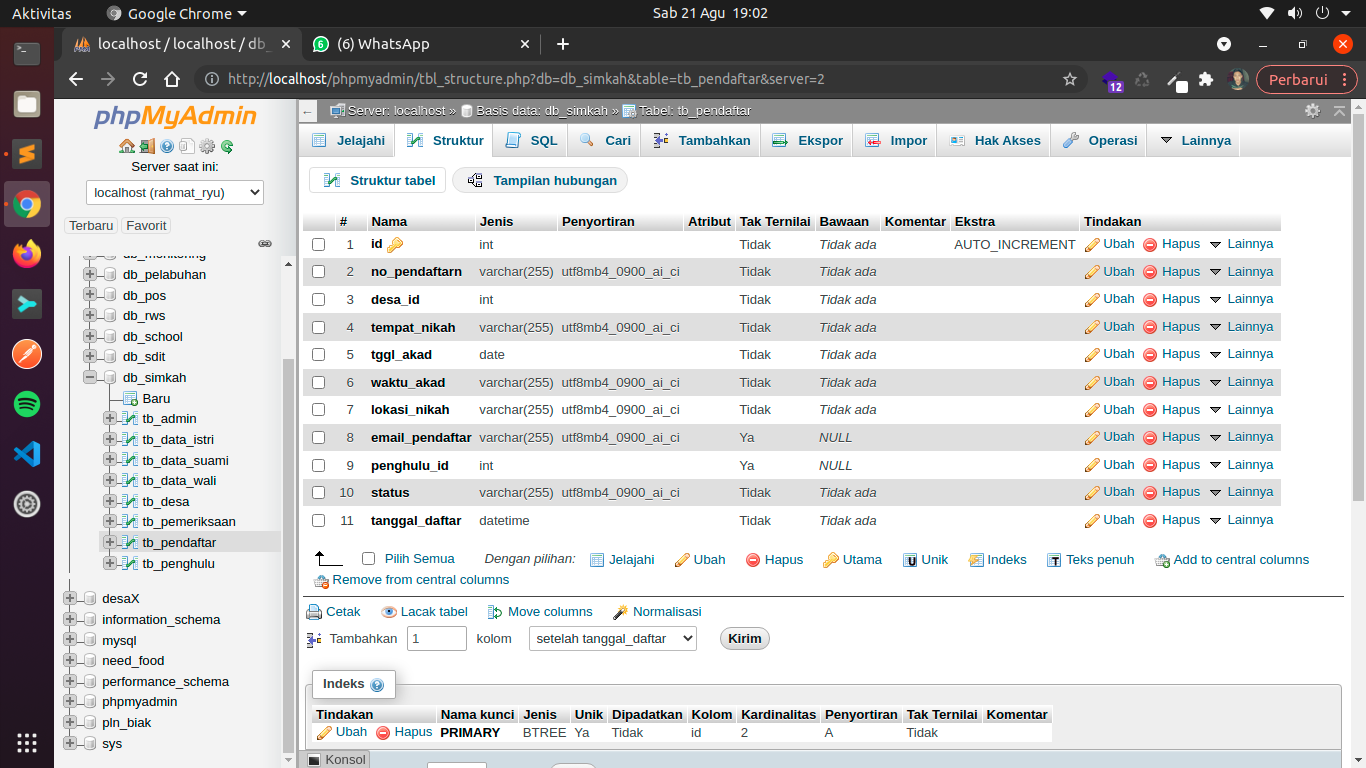 Aktivitas Google Chrome Sab 21 Agu 19:02
localhost / localhost / db_ (6) WhatsApp
http://localhost/phpmyadmin/tbl_structure.php?db=db_simkah&table=tb_pendaftar&server=2 12 Perbarui
phpMyAdmin
Server saat ini:
localhost (rahmat_ryu)
Terbaru Favorit
db_monitoring
db_pelabuhan
db_pos
db_rws
db_school
db_sdit
db_simkah
Baru
tb_admin
tb_data_istri
tb_data_suami
tb_data_wali
tb_desa
tb_pemeriksaan
tb_pendaftar
tb_penghulu
desaX
information_schema
mysql
need_food
performance_schema
phpmyadmin
pln_biak
sys
Server: localhost » Basis data: db_simkah » Tabel: tb_pendaftar
Jelajahi Struktur SQL Cari Tambahkan Ekspor Impor Hak Akses Operasi Lainnya
Struktur tabel Tampilan hubungan
# Nama Jenis Penyortiran Atribut Tak Ternilai Bawaan Komentar Ekstra Tindakan
1 id int Tidak Tidak ada AUTO_INCREMENT Ubah Hapus Lainnya
2 no_pendaftarn varchar(255) utf8mb4_0900_ai_ci Tidak Tidak ada Ubah Hapus Lainnya
3 desa_id int Tidak Tidak ada Ubah Hapus Lainnya
4 tempat_nikah varchar(255) utf8mb4_0900_ai_ci Tidak Tidak ada Ubah Hapus Lainnya
5 tggl_akad date Tidak Tidak ada Ubah Hapus Lainnya
6 waktu_akad varchar(255) utf8mb4_0900_ai_ci Tidak Tidak ada Ubah Hapus Lainnya
7 lokasi_nikah varchar(255) utf8mb4_0900_ai_ci Tidak Tidak ada Ubah Hapus Lainnya
8 email_pendaftar varchar(255) utf8mb4_0900_ai_ci Ya NULL Ubah Hapus Lainnya
9 penghulu_id int Ya NULL Ubah Hapus Lainnya
10 status varchar(255) utf8mb4_0900_ai_ci Tidak Tidak ada Ubah Hapus Lainnya
11 tanggal_daftar datetime Tidak Tidak ada Ubah Hapus Lainnya
Pilih Semua Dengan pilihan: Jelajahi Ubah Hapus Utama Unik Indeks Teks penuh Add to central columns
Remove from central columns
Cetak Lacak tabel Move columns Normalisasi
Tambahkan 1 kolom setelah tanggal_daftar Kirim
Indeks
Tindakan Nama kunci Jenis Unik Dipadatkan Kolom Kardinalitas Penyortiran Tak Ternilai Komentar
Ubah Hapus PRIMARY BTREE Ya Tidak id 2 A Tidak
Konsol